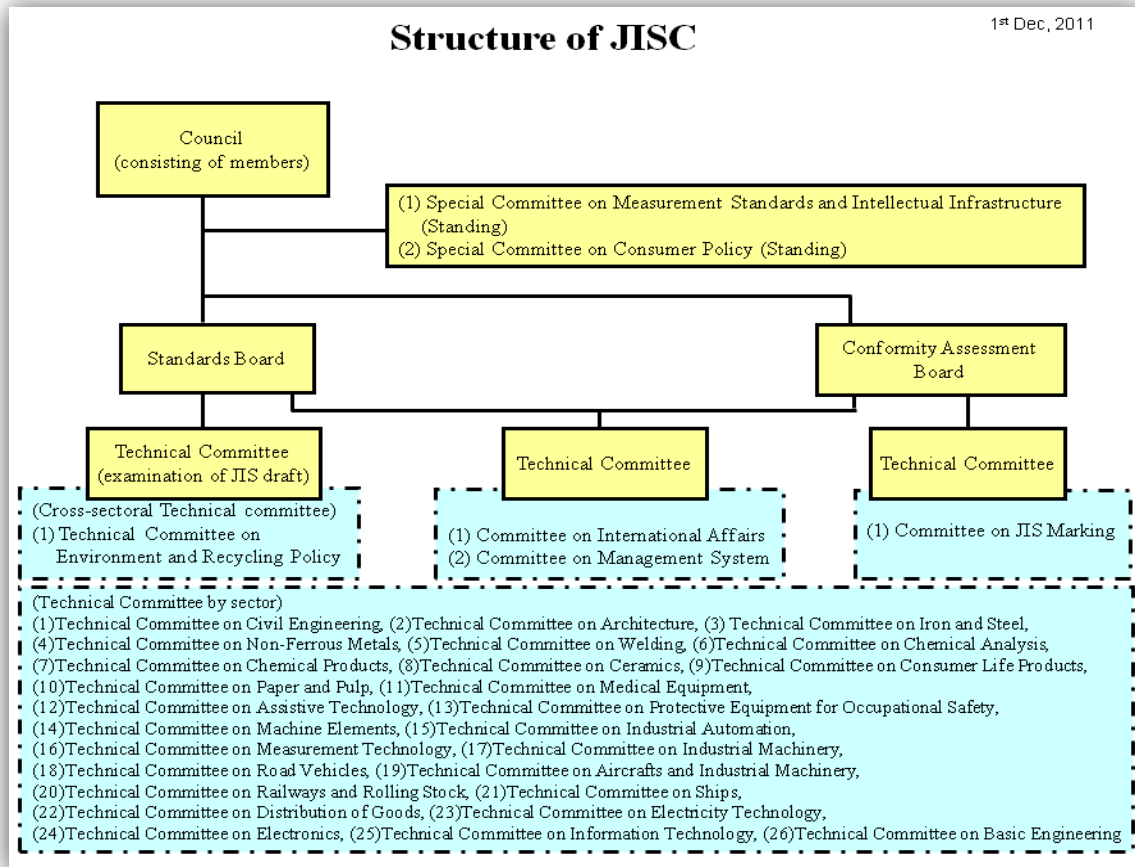 Structure of JISC
1st Dec, 2011
Council
(consisting of members)
(1) Special Committee on Measurement Standards and Intellectual Infrastructure
(Standing)
(2) Special Committee on Consumer Policy (Standing)
Standards Board
Conformity Assessment
Board
Technical Committee
(examination of JIS draft)
Technical Committee
Technical Committee
(Cross-sectoral Technical committee)
(1) Technical Committee on
Environment and Recycling Policy
(1) Committee on International Affairs
(2) Committee on Management System
(1) Committee on JIS Marking
(Technical Committee by sector)
(1)Technical Committee on Civil Engineering, (2)Technical Committee on Architecture, (3) Technical Committee on Iron and Steel,
(4)Technical Committee on Non-Ferrous Metals, (5)Technical Committee on Welding, (6)Technical Committee on Chemical Analysis,
(7)Technical Committee on Chemical Products, (8)Technical Committee on Ceramics, (9)Technical Committee on Consumer Life Products,
(10)Technical Committee on Paper and Pulp, (11)Technical Committee on Medical Equipment,
(12)Technical Committee on Assistive Technology, (13)Technical Committee on Protective Equipment for Occupational Safety,
(14)Technical Committee on Machine Elements, (15)Technical Committee on Industrial Automation,
(16)Technical Committee on Measurement Technology, (17)Technical Committee on Industrial Machinery,
(18)Technical Committee on Road Vehicles, (19)Technical Committee on Aircrafts and Industrial Machinery,
(20)Technical Committee on Railways and Rolling Stock, (21)Technical Committee on Ships,
(22)Technical Committee on Distribution of Goods, (23)Technical Committee on Electricity Technology,
(24)Technical Committee on Electronics, (25)Technical Committee on Information Technology, (26)Technical Committee on Basic Engineering